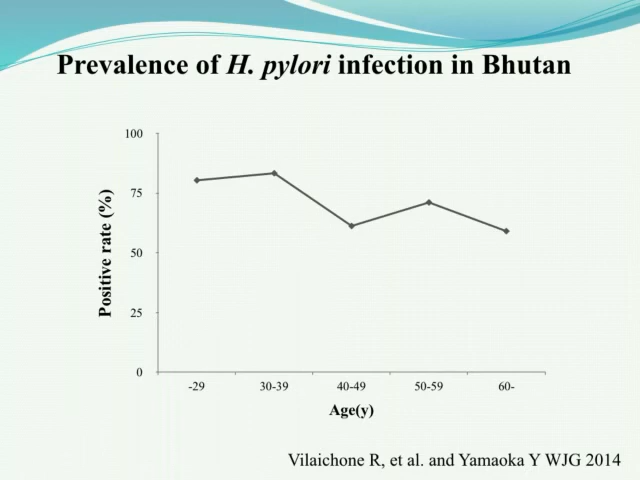 Prevalence of H. pylori infection in Bhutan
100
75
50
25
0
Positive rate (%)
-29 30-39 40-49 50-59 60-
Age(y)
Vilaichone R, et al. and Yamaoka Y WJG 2014